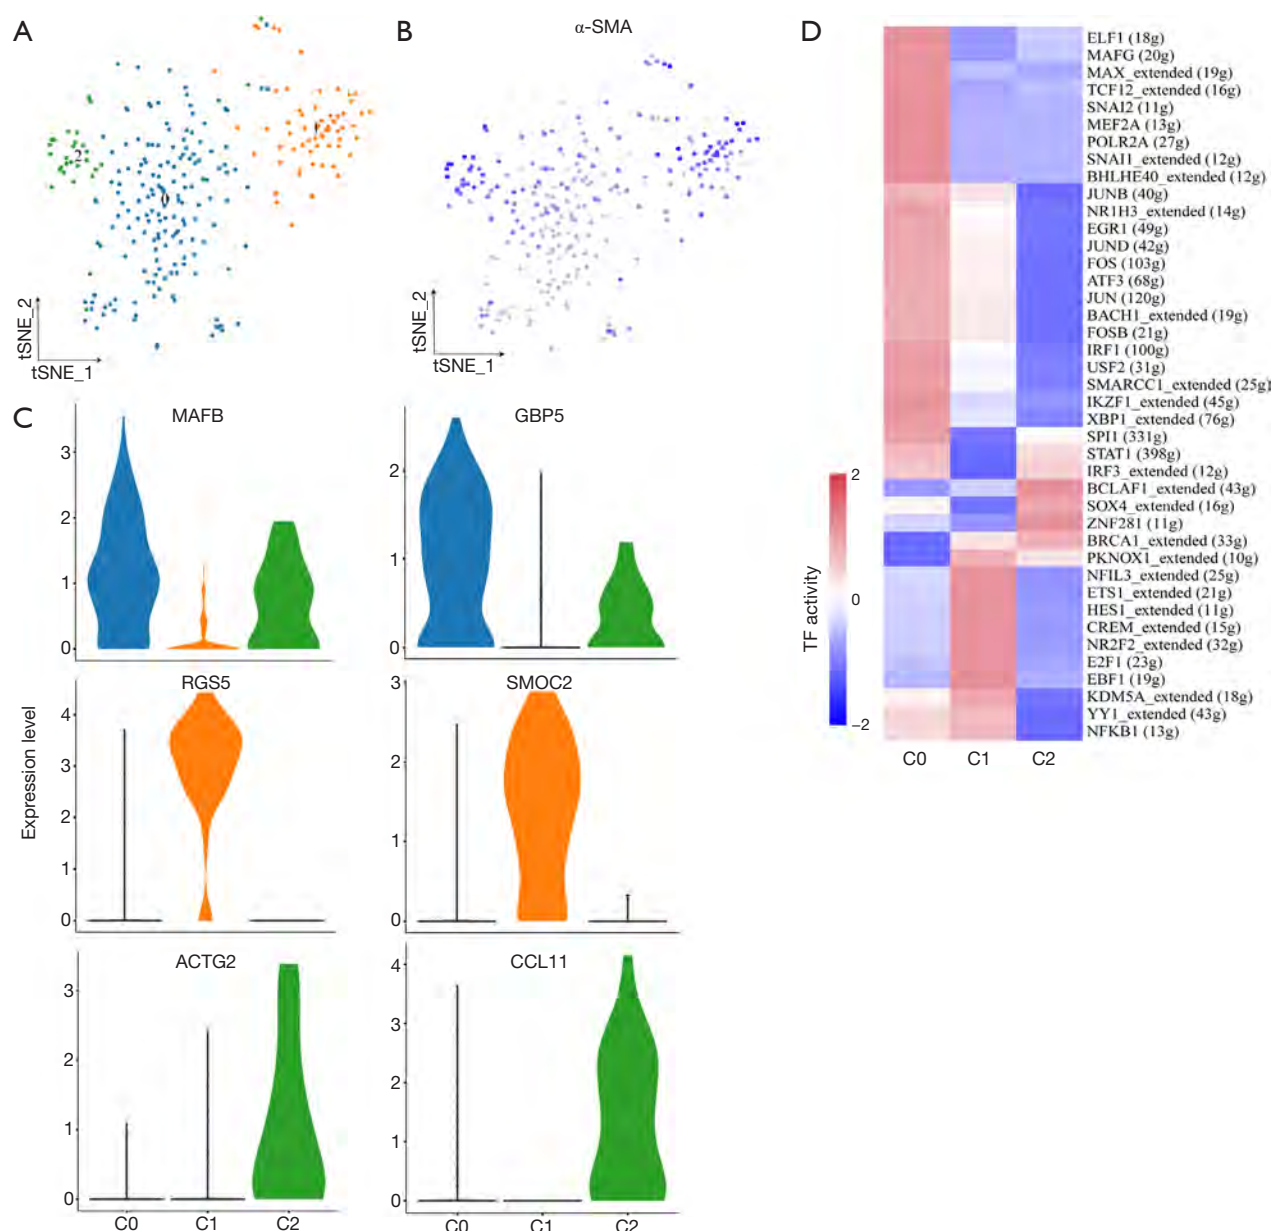 A
2
1
0
tSNE_2
tSNE_1
B
α-SMA
tSNE_2
tSNE_1
C
Expression level
MAFB
3
2
1
0
GBP5
2
1
0
RGS5
4
3
2
1
0
SMOC2
3
2
1
0
ACTG2
3
2
1
0
C0 C1 C2
CCL11
4
3
2
1
0
C0 C1 C2
D
ELF1 (18g)
MAFG (20g)
MAX_extended (19g)
TCF12_extended (16g)
SNAI2 (11g)
MEF2A (13g)
POLR2A (27g)
SNAI1_extended (12g)
BHLHE40_extended (12g)
JUNB (40g)
NR1H3_extended (14g)
EGR1 (49g)
JUND (42g)
FOS (103g)
ATF3 (68g)
JUN (120g)
BACH1_extended (19g)
FOSB (21g)
IRF1 (100g)
USF2 (31g)
SMARCC1_extended (25g)
IKZF1_extended (45g)
XBP1_extended (76g)
SPI1 (331g)
STAT1 (398g)
IRF3_extended (12g)
BCLAF1_extended (43g)
SOX4_extended (16g)
ZNF281 (11g)
BRCA1_extended (33g)
PKNOX1_extended (10g)
NFIL3_extended (25g)
ETS1_extended (21g)
HES1_extended (11g)
CREM_extended (15g)
NR2F2_extended (32g)
E2F1 (23g)
EBF1 (19g)
KDM5A_extended (18g)
YY1_extended (43g)
NFKB1 (13g)
C0 C1 C2
TF activity
2
0
−2